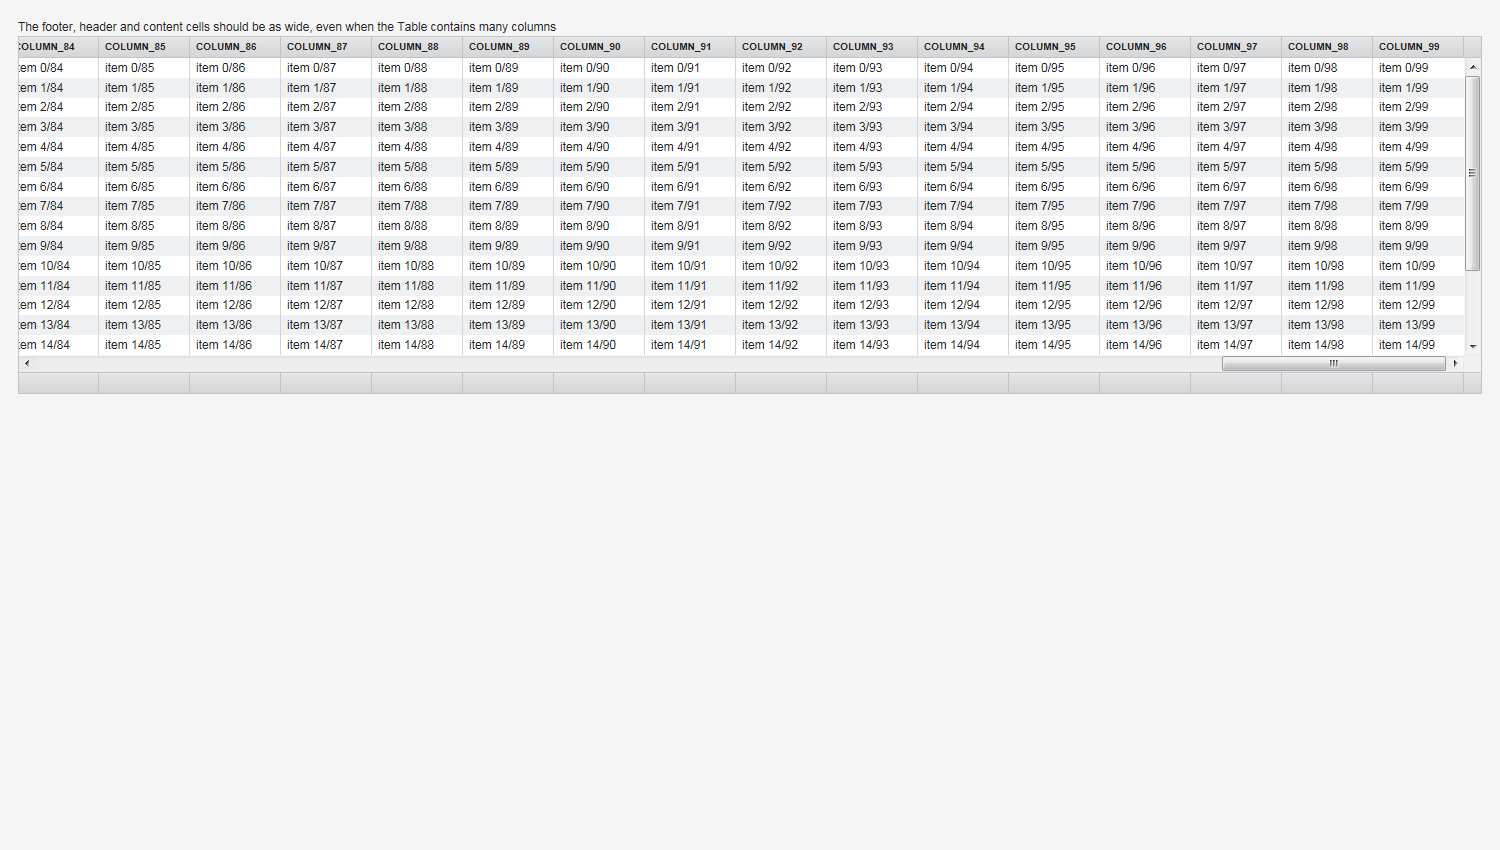 The footer, header and content cells should be as wide, even when the Table contains many columns
COLUMN_84 COLUMN_85 COLUMN_86 COLUMN_87 COLUMN_88 COLUMN_89 COLUMN_90 COLUMN_91 COLUMN_92 COLUMN_93 COLUMN_94 COLUMN_95 COLUMN_96 COLUMN_97 COLUMN_98 COLUMN_99
em 0/84 item 0/85 item 0/86 item 0/87 item 0/88 item 0/89 item 0/90 item 0/91 item 0/92 item 0/93 item 0/94 item 0/95 item 0/96 item 0/97 item 0/98 item 0/99
em 1/84 item 1/85 item 1/86 item 1/87 item 1/88 item 1/89 item 1/90 item 1/91 item 1/92 item 1/93 item 1/94 item 1/95 item 1/96 item 1/97 item 1/98 item 1/99
em 2/84 item 2/85 item 2/86 item 2/87 item 2/88 item 2/89 item 2/90 item 2/91 item 2/92 item 2/93 item 2/94 item 2/95 item 2/96 item 2/97 item 2/98 item 2/99
em 3/84 item 3/85 item 3/86 item 3/87 item 3/88 item 3/89 item 3/90 item 3/91 item 3/92 item 3/93 item 3/94 item 3/95 item 3/96 item 3/97 item 3/98 item 3/99
em 4/84 item 4/85 item 4/86 item 4/87 item 4/88 item 4/89 item 4/90 item 4/91 item 4/92 item 4/93 item 4/94 item 4/95 item 4/96 item 4/97 item 4/98 item 4/99
em 5/84 item 5/85 item 5/86 item 5/87 item 5/88 item 5/89 item 5/90 item 5/91 item 5/92 item 5/93 item 5/94 item 5/95 item 5/96 item 5/97 item 5/98 item 5/99
em 6/84 item 6/85 item 6/86 item 6/87 item 6/88 item 6/89 item 6/90 item 6/91 item 6/92 item 6/93 item 6/94 item 6/95 item 6/96 item 6/97 item 6/98 item 6/99
em 7/84 item 7/85 item 7/86 item 7/87 item 7/88 item 7/89 item 7/90 item 7/91 item 7/92 item 7/93 item 7/94 item 7/95 item 7/96 item 7/97 item 7/98 item 7/99
em 8/84 item 8/85 item 8/86 item 8/87 item 8/88 item 8/89 item 8/90 item 8/91 item 8/92 item 8/93 item 8/94 item 8/95 item 8/96 item 8/97 item 8/98 item 8/99
em 9/84 item 9/85 item 9/86 item 9/87 item 9/88 item 9/89 item 9/90 item 9/91 item 9/92 item 9/93 item 9/94 item 9/95 item 9/96 item 9/97 item 9/98 item 9/99
em 10/84 item 10/85 item 10/86 item 10/87 item 10/88 item 10/89 item 10/90 item 10/91 item 10/92 item 10/93 item 10/94 item 10/95 item 10/96 item 10/97 item 10/98 item 10/99
em 11/84 item 11/85 item 11/86 item 11/87 item 11/88 item 11/89 item 11/90 item 11/91 item 11/92 item 11/93 item 11/94 item 11/95 item 11/96 item 11/97 item 11/98 item 11/99
em 12/84 item 12/85 item 12/86 item 12/87 item 12/88 item 12/89 item 12/90 item 12/91 item 12/92 item 12/93 item 12/94 item 12/95 item 12/96 item 12/97 item 12/98 item 12/99
em 13/84 item 13/85 item 13/86 item 13/87 item 13/88 item 13/89 item 13/90 item 13/91 item 13/92 item 13/93 item 13/94 item 13/95 item 13/96 item 13/97 item 13/98 item 13/99
em 14/84 item 14/85 item 14/86 item 14/87 item 14/88 item 14/89 item 14/90 item 14/91 item 14/92 item 14/93 item 14/94 item 14/95 item 14/96 item 14/97 item 14/98 item 14/99